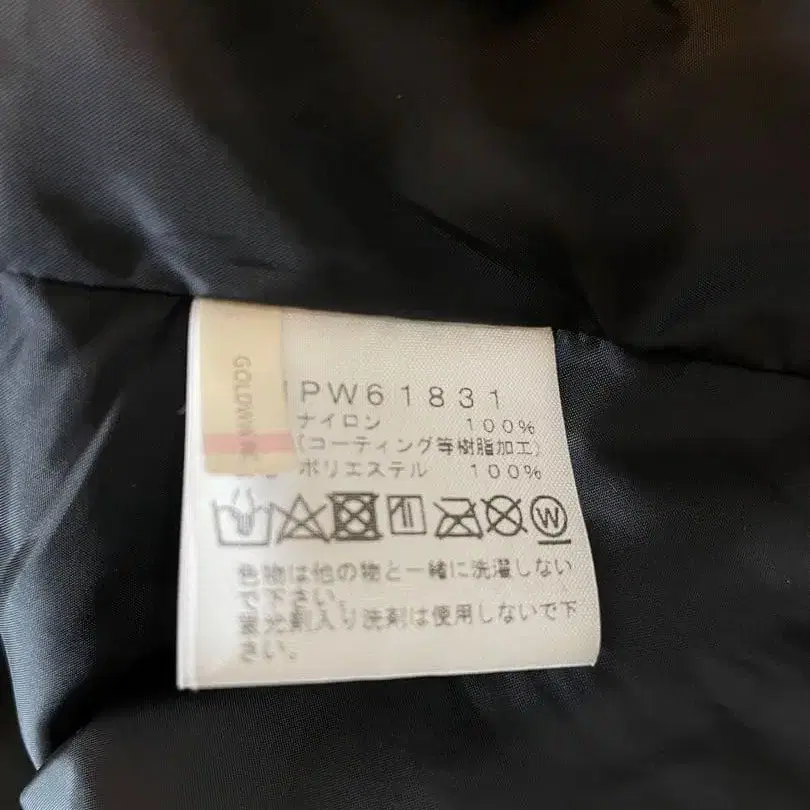 GOLDWI
PW61831
ナイロン 100%
(コーティング等樹脂加工)
ポリエステル 100%
W
色物は他の物と一緒に洗濯しない
で下さい。
蛍光剤入り洗剤は使用しないで下
さい。